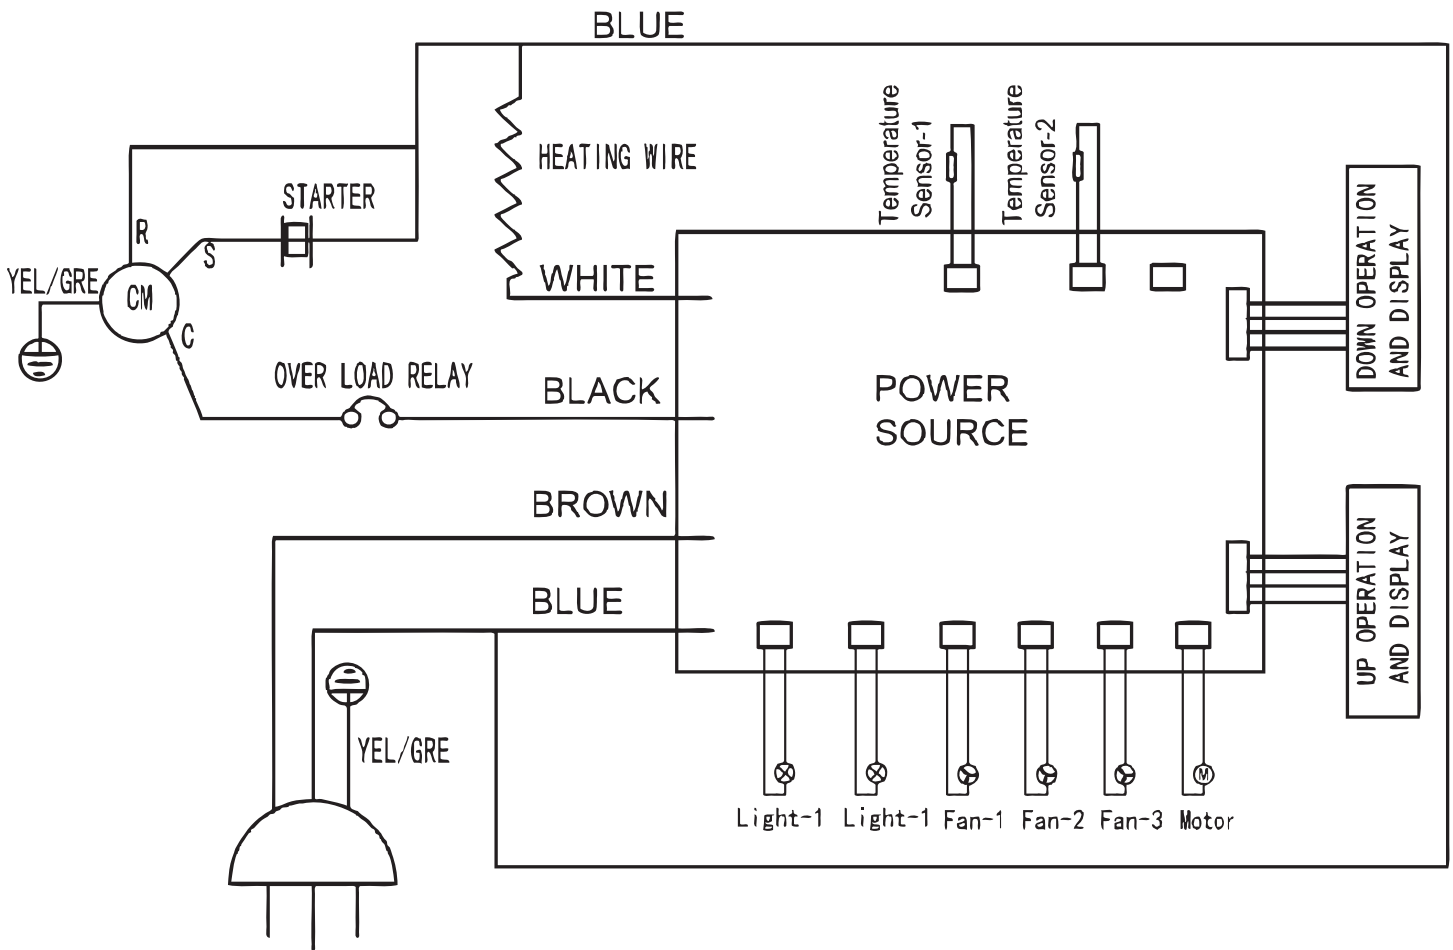 BLUE
Temperature
Sensor-1
Temperature
Sensor-2
HEATING WIRE
STARTER
R
S
YEL/GRE
CM
WHITE
C
DOWN OPERATION
AND DISPLAY
OVER LOAD RELAY
BLACK
POWER
SOURCE
BROWN
BLUE
UP OPERATION
AND DISPLAY
YEL/GRE
M
Light-1 Light-1 Fan-1 Fan-2 Fan-3 Motor